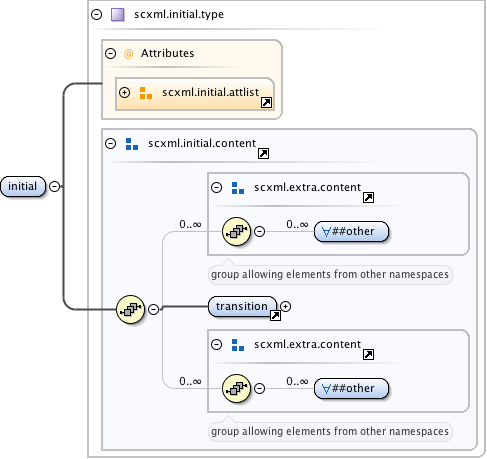 scxml.initial.type
@ Attributes
scxml.initial.attlist
scxml.initial.content
initial
scxml.extra.content
0..∞
0..∞
∀##other
group allowing elements from other namespaces
transition
scxml.extra.content
0..∞
0..∞
∀##other
group allowing elements from other namespaces